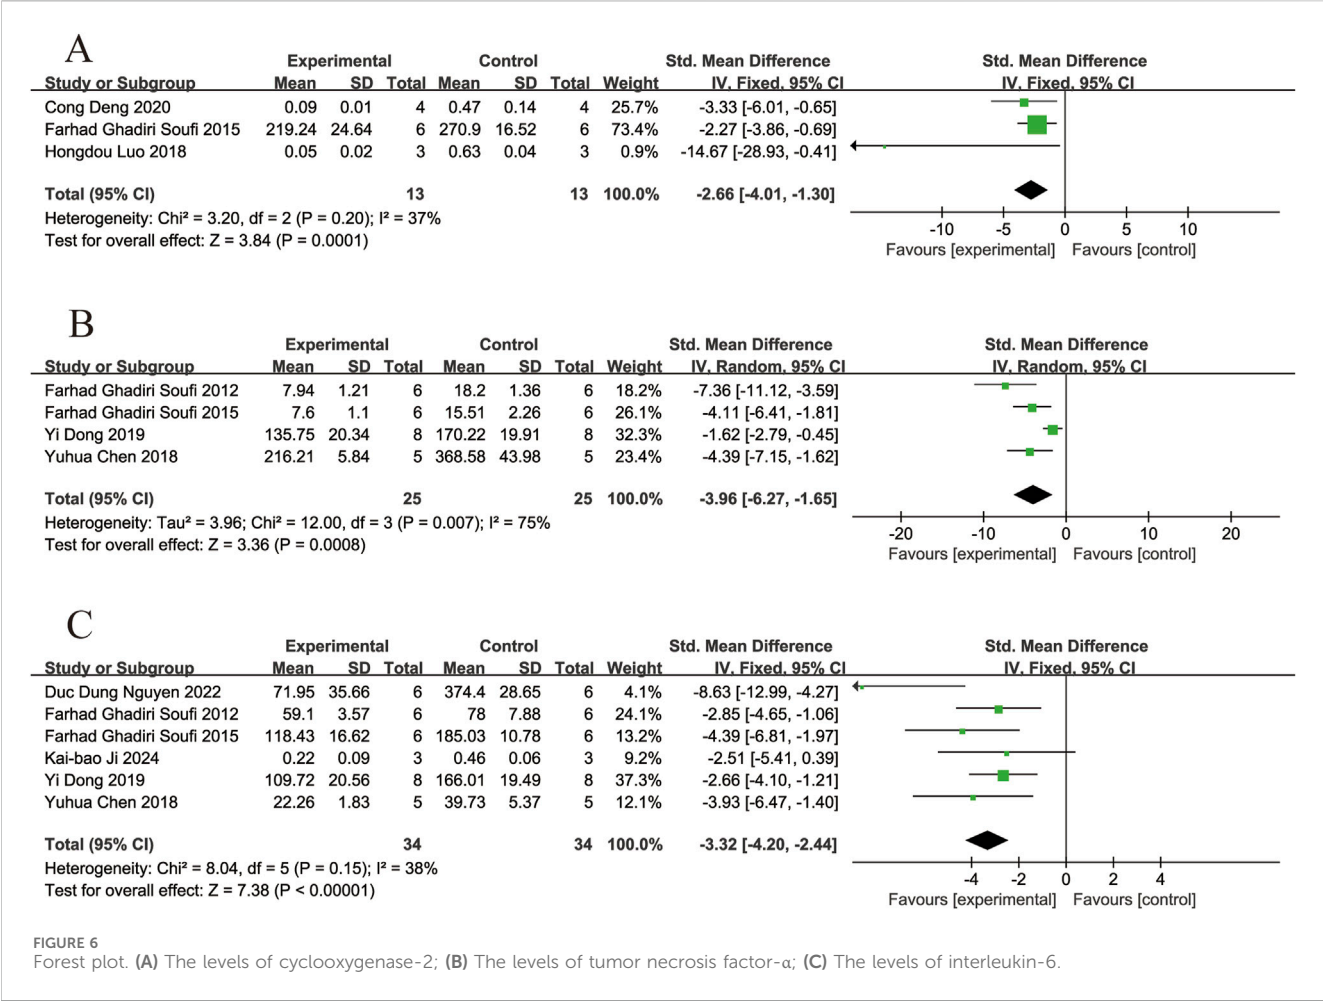 A
Experimental Control Std. Mean Difference Std. Mean Difference
Study or Subgroup Mean SD Total Mean SD Total Weight IV, Fixed, 95% CI IV, Fixed, 95% CI
Cong Deng 2020 0.09 0.01 4 0.47 0.14 4 25.7% -3.33 [-6.01, -0.65]
Farhad Ghadiri Soufi 2015 219.24 24.64 6 270.9 16.52 6 73.4% -2.27 [-3.86, -0.69]
Hongdou Luo 2018 0.05 0.02 3 0.63 0.04 3 0.9% -14.67 [-28.93, -0.41]
Total (95% CI) 13 13 100.0% -2.66 [-4.01, -1.30]
Heterogeneity: Chi² = 3.20, df = 2 (P = 0.20); I² = 37%
Test for overall effect: Z = 3.84 (P = 0.0001)
-10 -5 0 5 10
Favours [experimental] Favours [control]
B
Experimental Control Std. Mean Difference Std. Mean Difference
Study or Subgroup Mean SD Total Mean SD Total Weight IV, Random, 95% CI IV, Random, 95% CI
Farhad Ghadiri Soufi 2012 7.94 1.21 6 18.2 1.36 6 18.2% -7.36 [-11.12, -3.59]
Farhad Ghadiri Soufi 2015 7.6 1.1 6 15.51 2.26 6 26.1% -4.11 [-6.41, -1.81]
Yi Dong 2019 135.75 20.34 8 170.22 19.91 8 32.3% -1.62 [-2.79, -0.45]
Yuhua Chen 2018 216.21 5.84 5 368.58 43.98 5 23.4% -4.39 [-7.15, -1.62]
Total (95% CI) 25 25 100.0% -3.96 [-6.27, -1.65]
Heterogeneity: Tau² = 3.96; Chi² = 12.00, df = 3 (P = 0.007); I² = 75%
Test for overall effect: Z = 3.36 (P = 0.0008)
-20 -10 0 10 20
Favours [experimental] Favours [control]
C
Experimental Control Std. Mean Difference Std. Mean Difference
Study or Subgroup Mean SD Total Mean SD Total Weight IV, Fixed, 95% CI IV, Fixed, 95% CI
Duc Dung Nguyen 2022 71.95 35.66 6 374.4 28.65 6 4.1% -8.63 [-12.99, -4.27]
Farhad Ghadiri Soufi 2012 59.1 3.57 6 78 7.88 6 24.1% -2.85 [-4.65, -1.06]
Farhad Ghadiri Soufi 2015 118.43 16.62 6 185.03 10.78 6 13.2% -4.39 [-6.81, -1.97]
Kai-bao Ji 2024 0.22 0.09 3 0.46 0.06 3 9.2% -2.51 [-5.41, 0.39]
Yi Dong 2019 109.72 20.56 8 166.01 19.49 8 37.3% -2.66 [-4.10, -1.21]
Yuhua Chen 2018 22.26 1.83 5 39.73 5.37 5 12.1% -3.93 [-6.47, -1.40]
Total (95% CI) 34 34 100.0% -3.32 [-4.20, -2.44]
Heterogeneity: Chi² = 8.04, df = 5 (P = 0.15); I² = 38%
Test for overall effect: Z = 7.38 (P < 0.00001)
-4 -2 0 2 4
Favours [experimental] Favours [control]
FIGURE 6
Forest plot. (A) The levels of cyclooxygenase-2; (B) The levels of tumor necrosis factor-α; (C) The levels of interleukin-6.